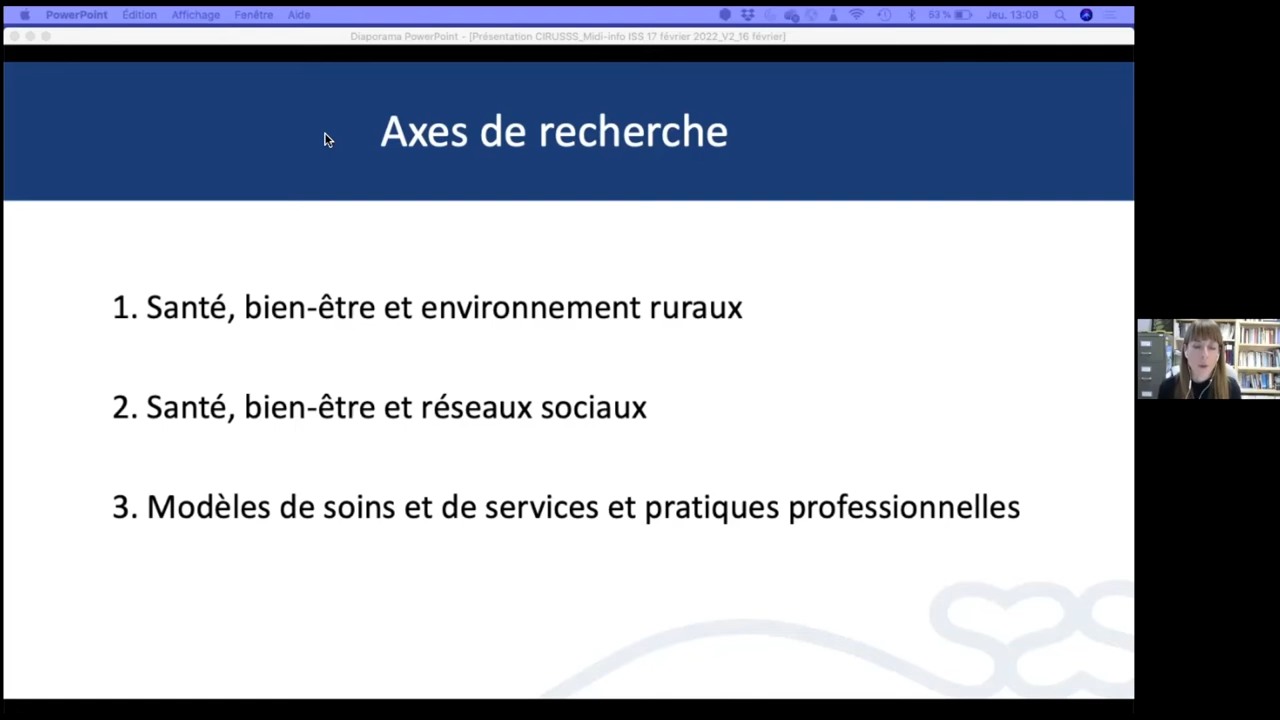 PowerPoint Édition Affichage Fenêtre Aide 53 % Jeu. 13:08
Diaporama PowerPoint - [Présentation CIRUSSS_Midi-info ISS 17 février 2022_V2_16 février]
Axes de recherche
1. Santé, bien-être et environnement ruraux
2. Santé, bien-être et réseaux sociaux
3. Modèles de soins et de services et pratiques professionnelles